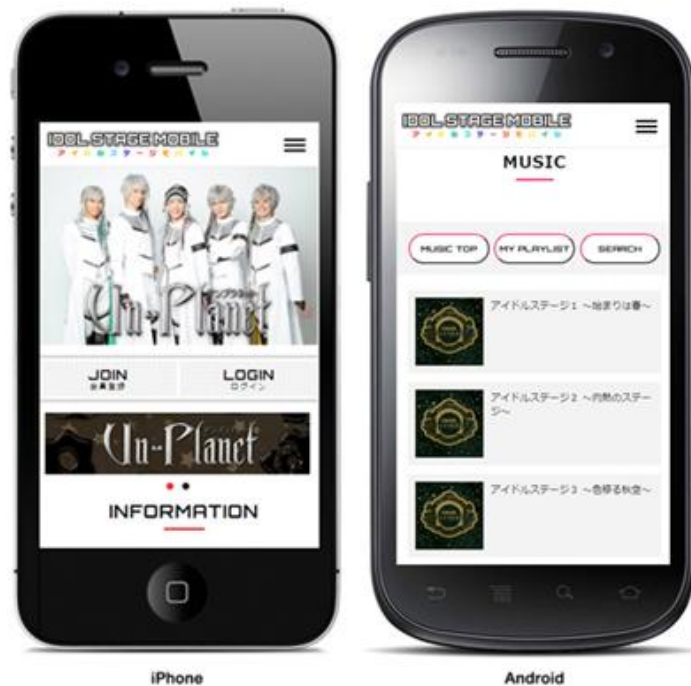 IDOL STAGE MOBILE
アイドルステージモバイル
Un-Planet
JOIN
会員登録
LOGIN
ログイン
Un-Planet
INFORMATION
iPhone
IDOL STAGE MOBILE
アイドルステージモバイル
MUSIC
MUSIC TOP
MY PLAYLIST
SEARCH
アイドルステージ1 ～始まりは春～
アイドルステージ2 ～灼熱のステー
ジ～
アイドルステージ3 ～色移る秋空～
Android